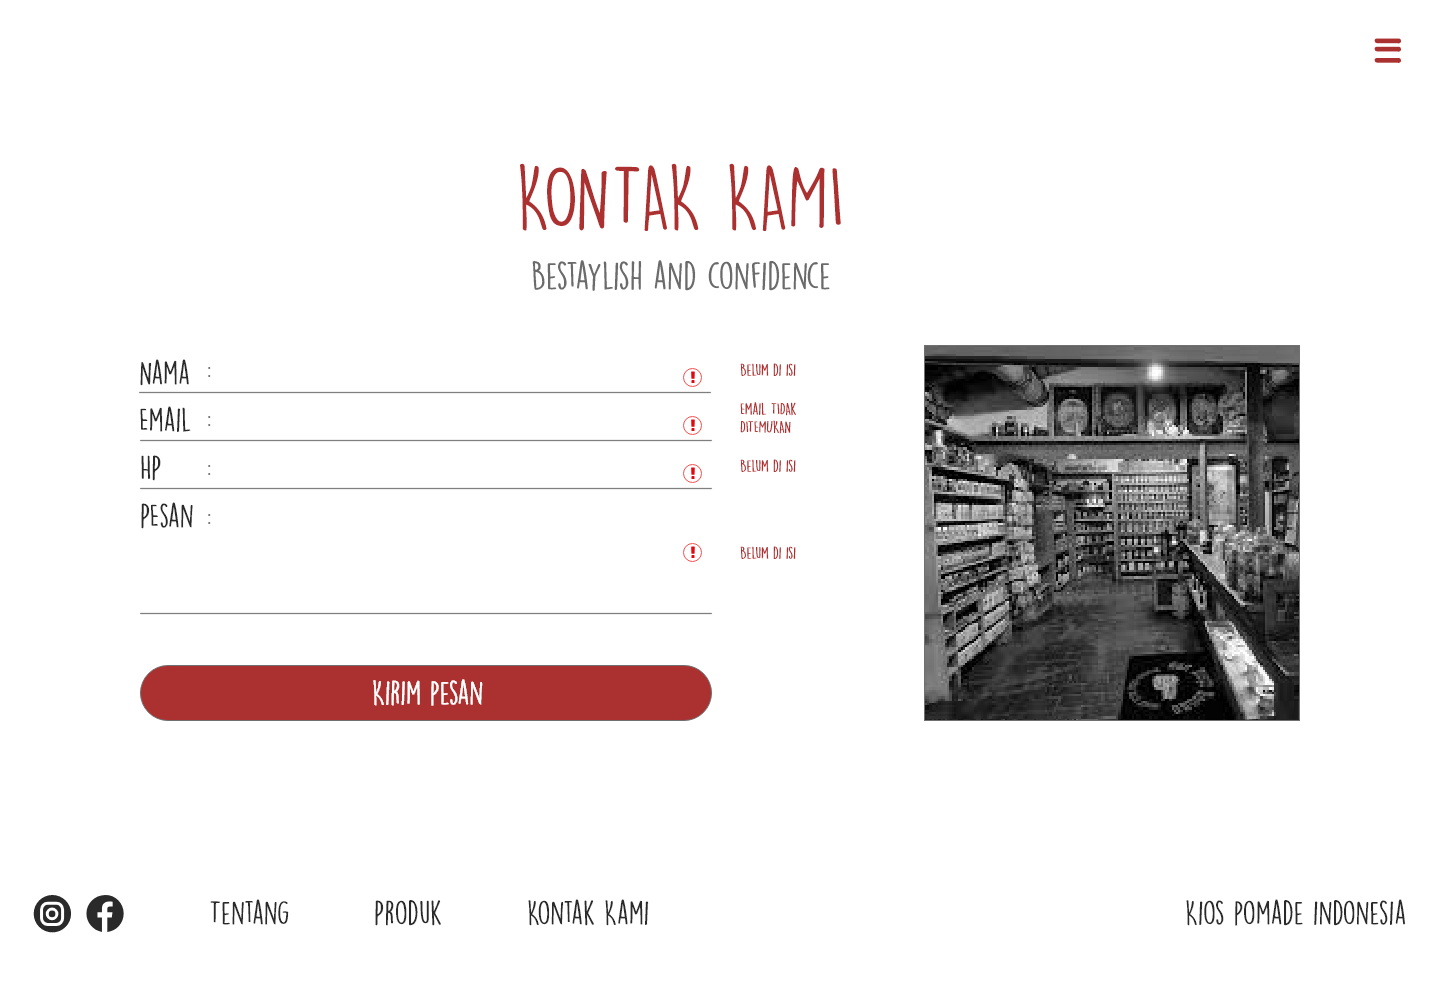 KONTAK KAMI
BESTAYLISH AND CONFIDENCE
NAMA :
BELUM DI ISI
EMAIL :
EMAIL TIDAK
DITEMUKAN
HP :
BELUM DI ISI
PESAN :
BELUM DI ISI
KIRIM PESAN
TENTANG
PRODUK
KONTAK KAMI
KIOS POMADE INDONESIA